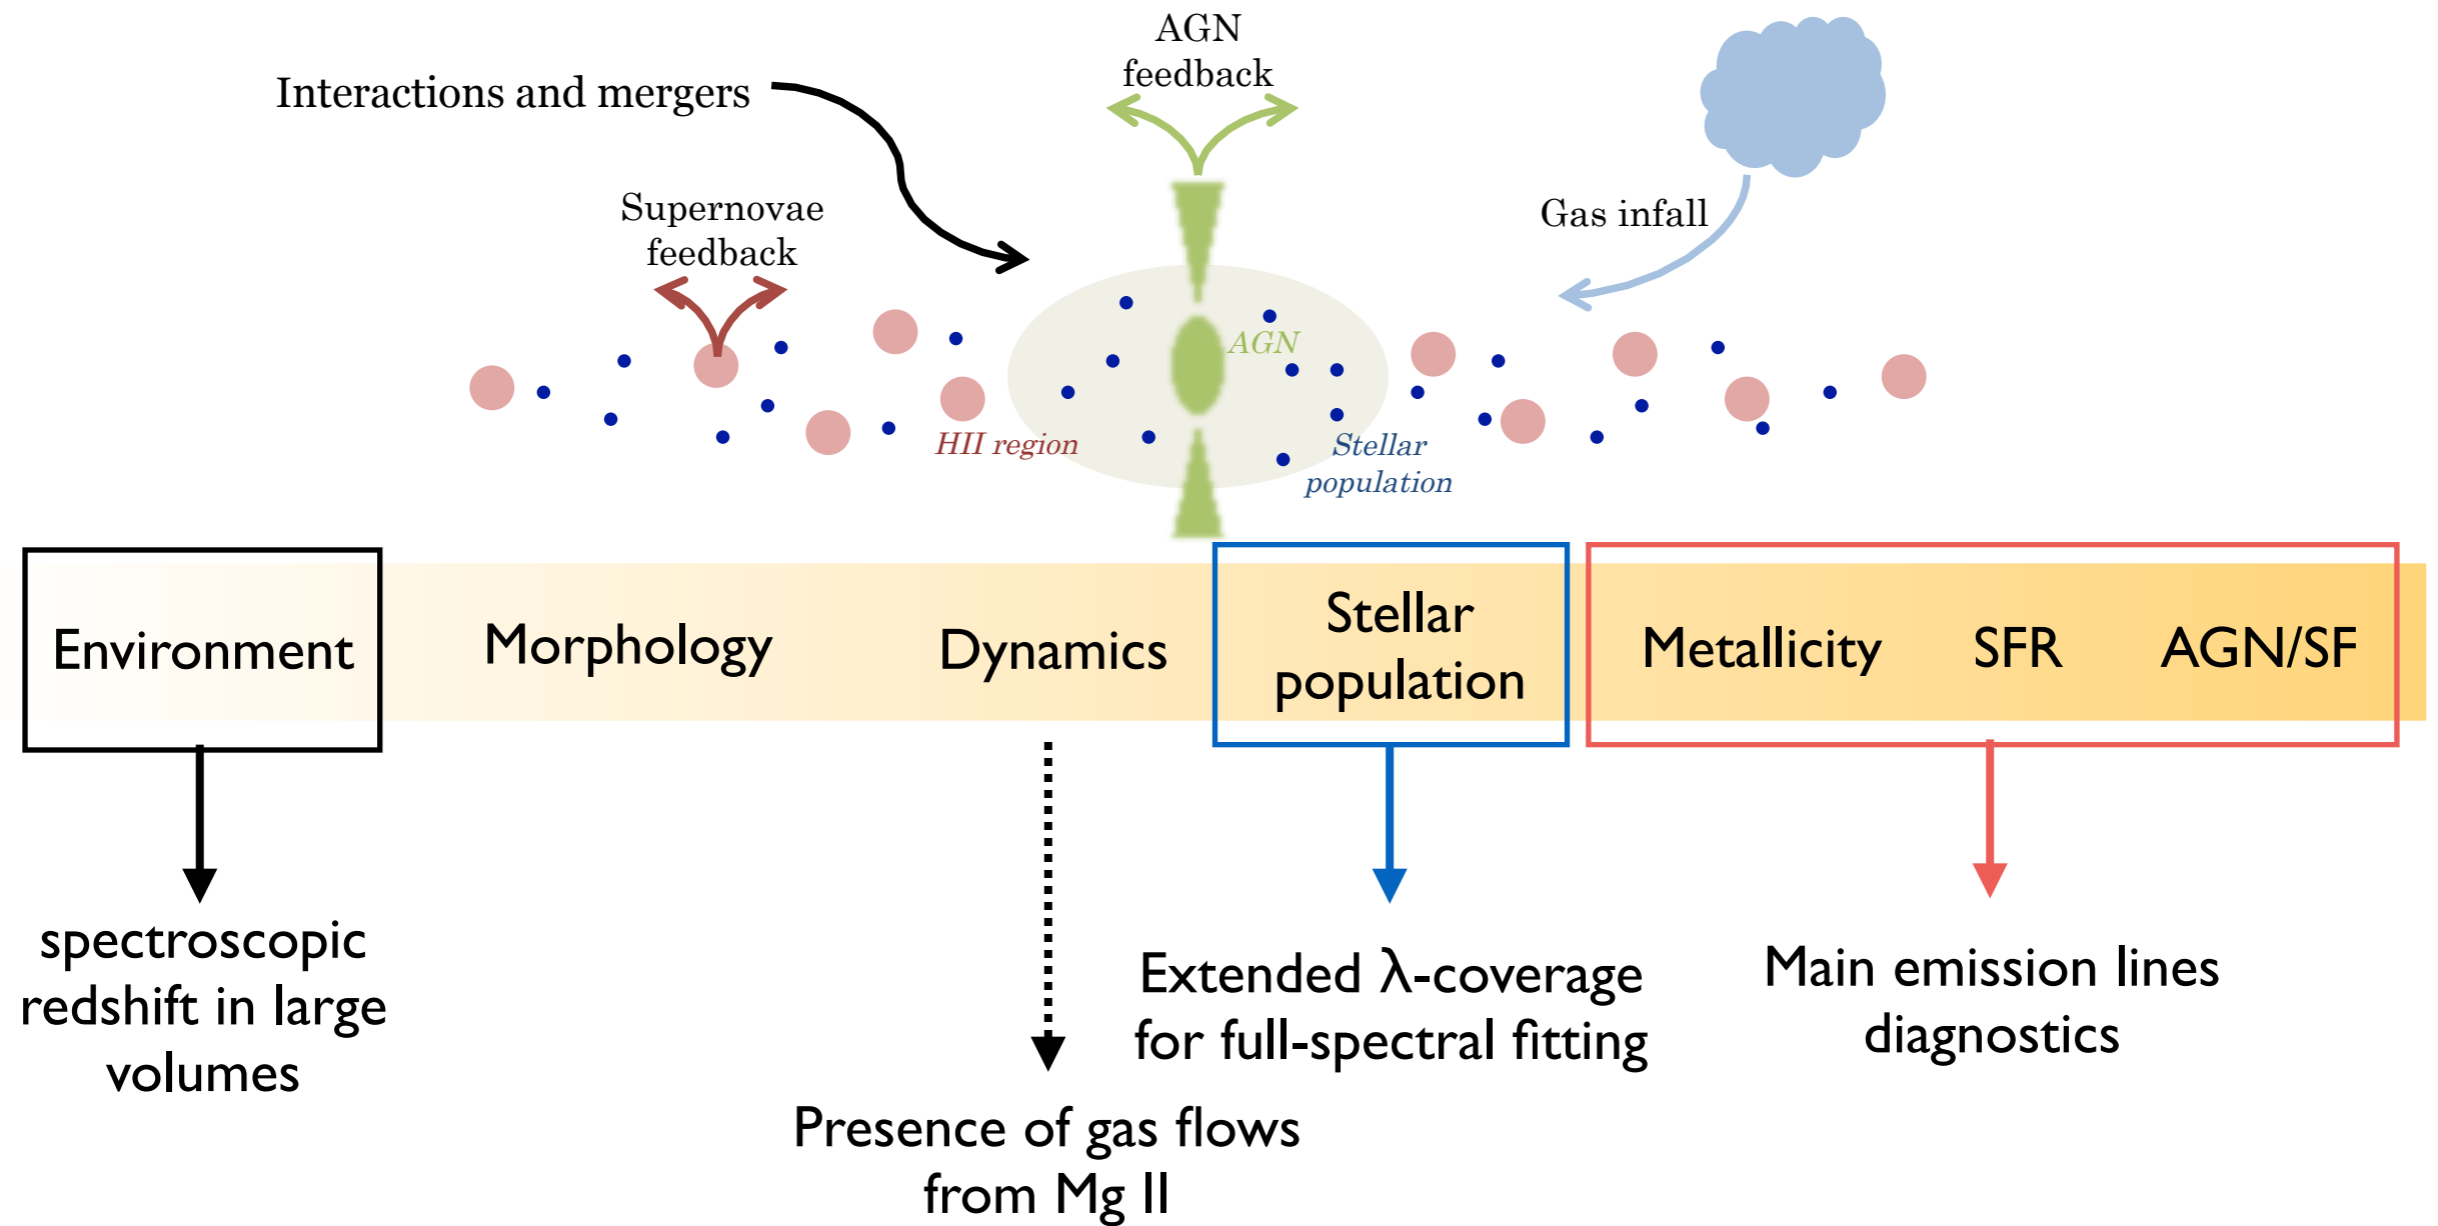 AGN
feedback
Interactions and mergers
Supernovae
feedback
Gas infall
AGN
HII region
Stellar
population
Environment
Morphology
Dynamics
Stellar
population
Metallicity
SFR
AGN/SF
spectroscopic
redshift in large
volumes
Presence of gas flows
from Mg II
Extended λ-coverage
for full-spectral fitting
Main emission lines
diagnostics